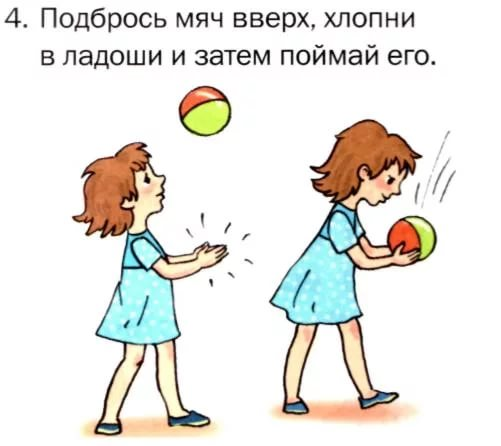 4. Подбрось мяч вверх, хлопни
в ладоши и затем поймай его.